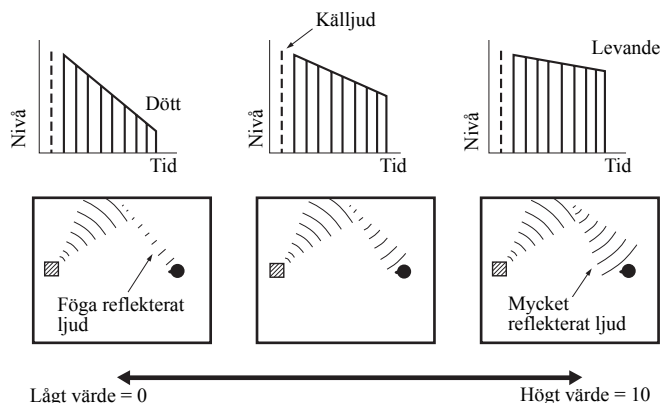 Källjud
Levande
Dött
Nivå
Nivå
Nivå
Tid
Tid
Tid
Föga reflekterat
ljud
Mycket
reflekterat ljud
Lågt värde = 0
Högt värde = 10